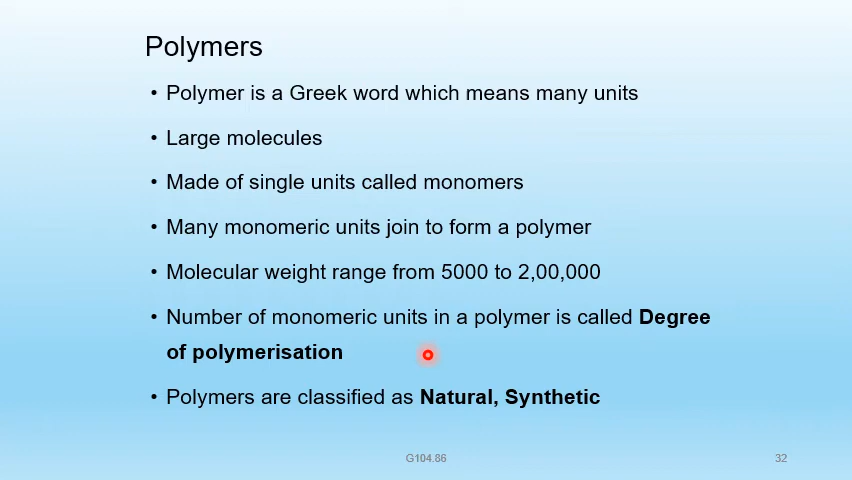 Polymers
• Polymer is a Greek word which means many units
• Large molecules
• Made of single units called monomers
• Many monomeric units join to form a polymer
• Molecular weight range from 5000 to 2,00,000
• Number of monomeric units in a polymer is called Degree
of polymerisation
• Polymers are classified as Natural, Synthetic
G104.86
32